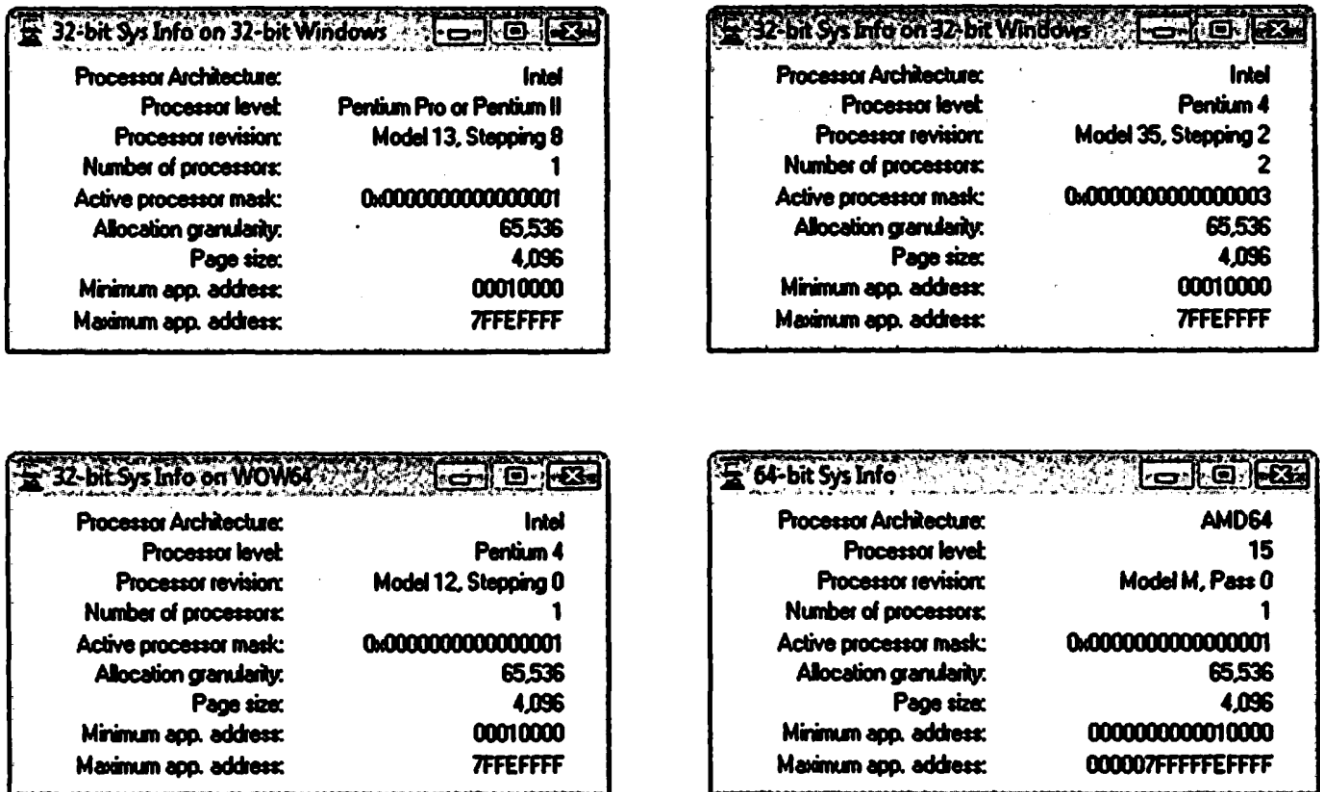 32-bit Sys Info on 32-bit Windows
Processor Architecture: Intel
Processor level: Pentium Pro or Pentium II
Processor revision: Model 13, Stepping 8
Number of processors: 1
Active processor mask: 0x0000000000000001
Allocation granularity: 65,536
Page size: 4,096
Minimum app. address: 00010000
Maximum app. address: 7FFEFFFF
32-bit Sys Info on 32-bit Windows
Processor Architecture: Intel
Processor level: Pentium 4
Processor revision: Model 35, Stepping 2
Number of processors: 2
Active processor mask: 0x0000000000000003
Allocation granularity: 65,536
Page size: 4,096
Minimum app. address: 00010000
Maximum app. address: 7FFEFFFF
32-bit Sys Info on WOW64
Processor Architecture: Intel
Processor level: Pentium 4
Processor revision: Model 12, Stepping 0
Number of processors: 1
Active processor mask: 0x0000000000000001
Allocation granularity: 65,536
Page size: 4,096
Minimum app. address: 00010000
Maximum app. address: 7FFEFFFF
64-bit Sys Info
Processor Architecture: AMD64
Processor level: 15
Processor revision: Model M, Pass 0
Number of processors: 1
Active processor mask: 0x0000000000000001
Allocation granularity: 65,536
Page size: 4,096
Minimum app. address: 0000000000010000
Maximum app. address: 000007FFFFFEFFFF